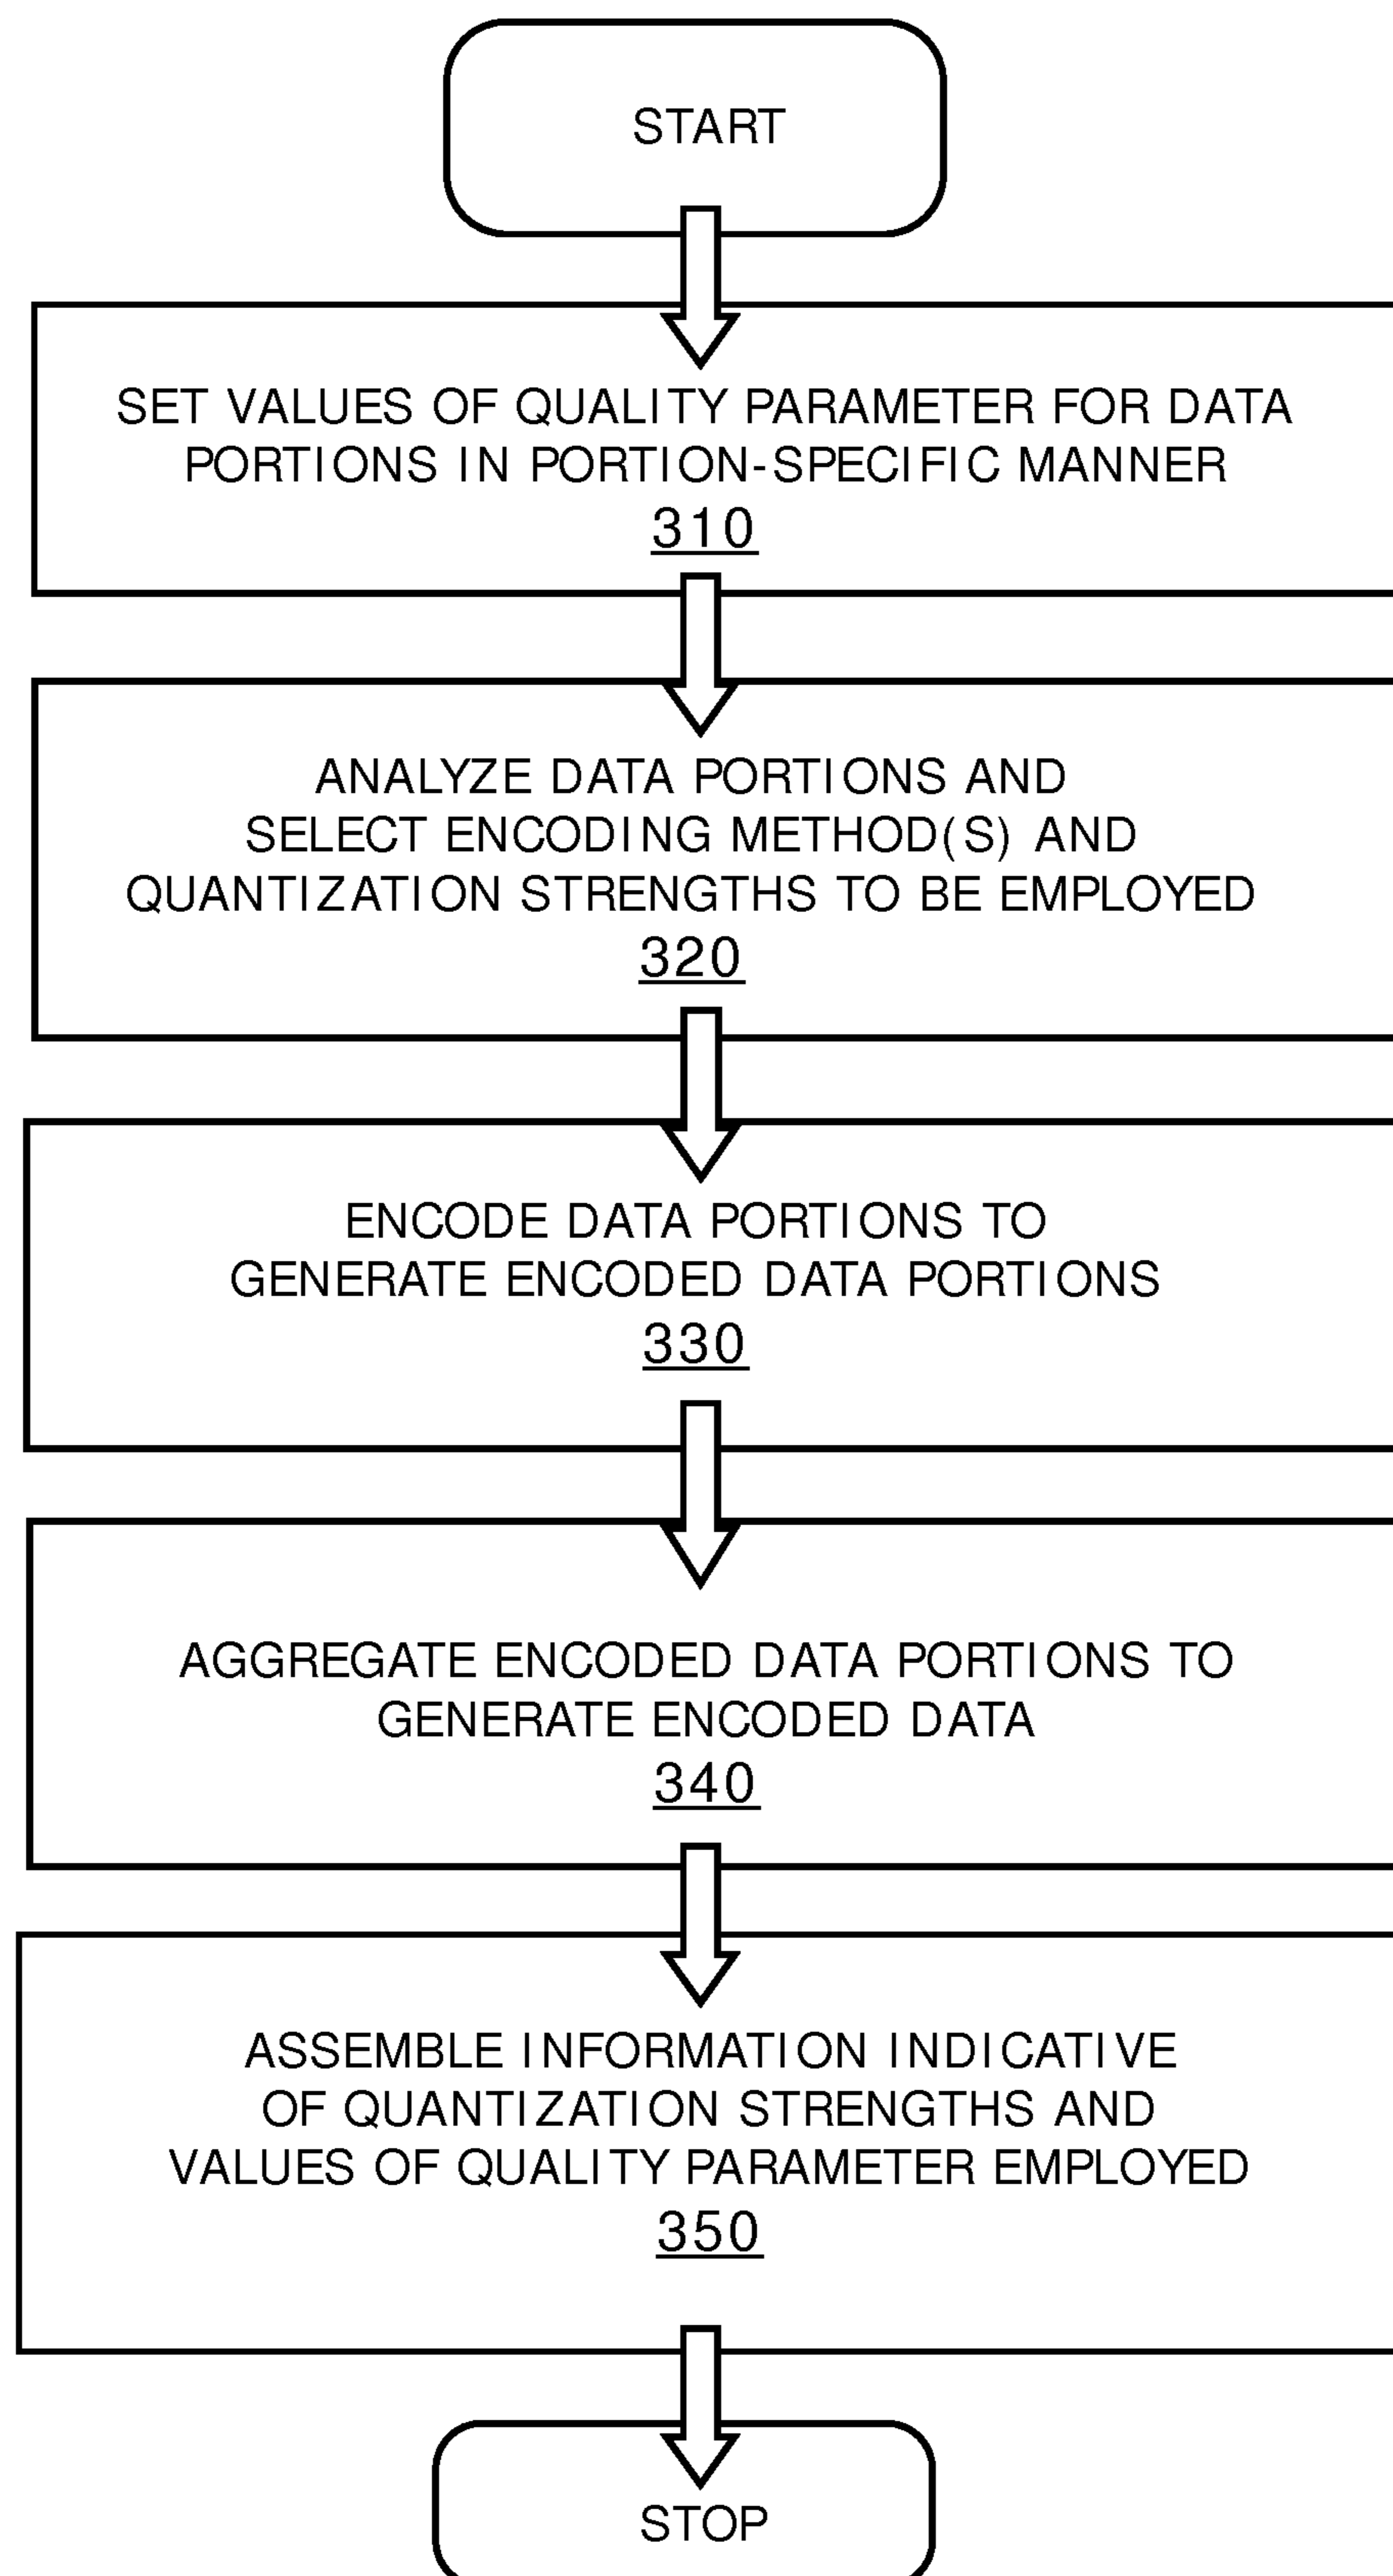 START
SET VALUES OF QUALITY PARAMETER FOR DATA
PORTIONS IN PORTION-SPECIFIC MANNER
310
ANALYZE DATA PORTIONS AND
SELECT ENCODING METHOD(S) AND
QUANTIZATION STRENGTHS TO BE EMPLOYED
320
ENCODE DATA PORTIONS TO
GENERATE ENCODED DATA PORTIONS
330
AGGREGATE ENCODED DATA PORTIONS TO
GENERATE ENCODED DATA
340
ASSEMBLE INFORMATION INDICATIVE
OF QUANTIZATION STRENGTHS AND
VALUES OF QUALITY PARAMETER EMPLOYED
350
STOP